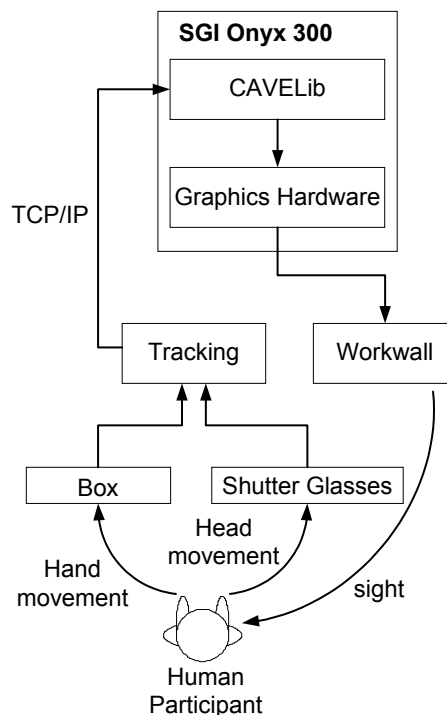 SGI Onyx 300
CAVELib
Graphics Hardware
TCP/IP
Tracking
Workwall
Box
Shutter Glasses
Head
movement
Hand
movement
sight
Human
Participant